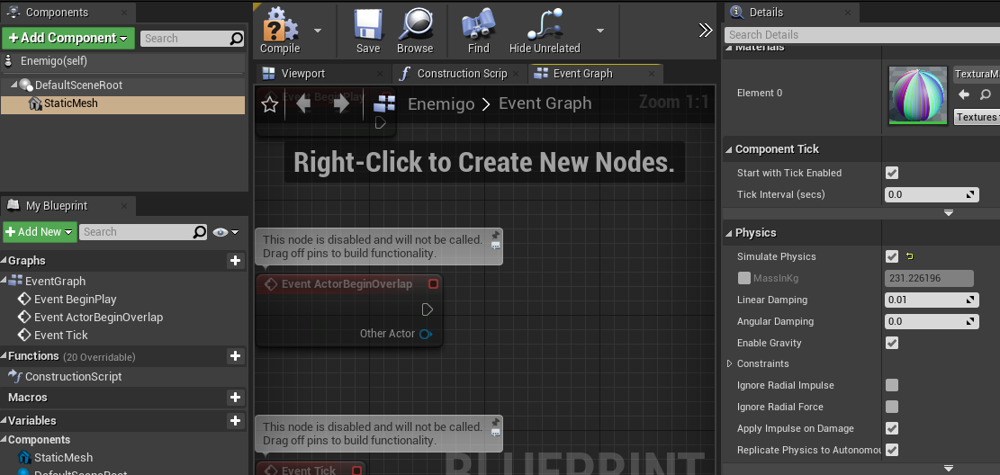 Components
Add Component
Search
Enemigo(self)
DefaultSceneRoot
StaticMesh
My Blueprint
Add New
Search
Graphs
EventGraph
Event BeginPlay
Event ActorBeginOverlap
Event Tick
Functions (20 Overridable)
ConstructionScript
Macros
Variables
Components
StaticMesh
DefaultSceneRoot
Compile
Save
Browse
Find
Hide Unrelated
Viewport
Construction Scrip
Event Graph
Event BeginPlay
Enemigo > Event Graph
Zoom 1:1
Right-Click to Create New Nodes.
This node is disabled and will not be called.
Drag off pins to build functionality.
Event ActorBeginOverlap
Other Actor
This node is disabled and will not be called.
Drag off pins to build functionality.
Event Tick
BLUEPRINT
Details
Search Details
Materials
Element 0
TexturaMa
Textures
Component Tick
Start with Tick Enabled
Tick Interval (secs)
0.0
Physics
Simulate Physics
MassInKg
231.226196
Linear Damping
0.01
Angular Damping
0.0
Enable Gravity
Constraints
Ignore Radial Impulse
Ignore Radial Force
Apply Impulse on Damage
Replicate Physics to Autonomou